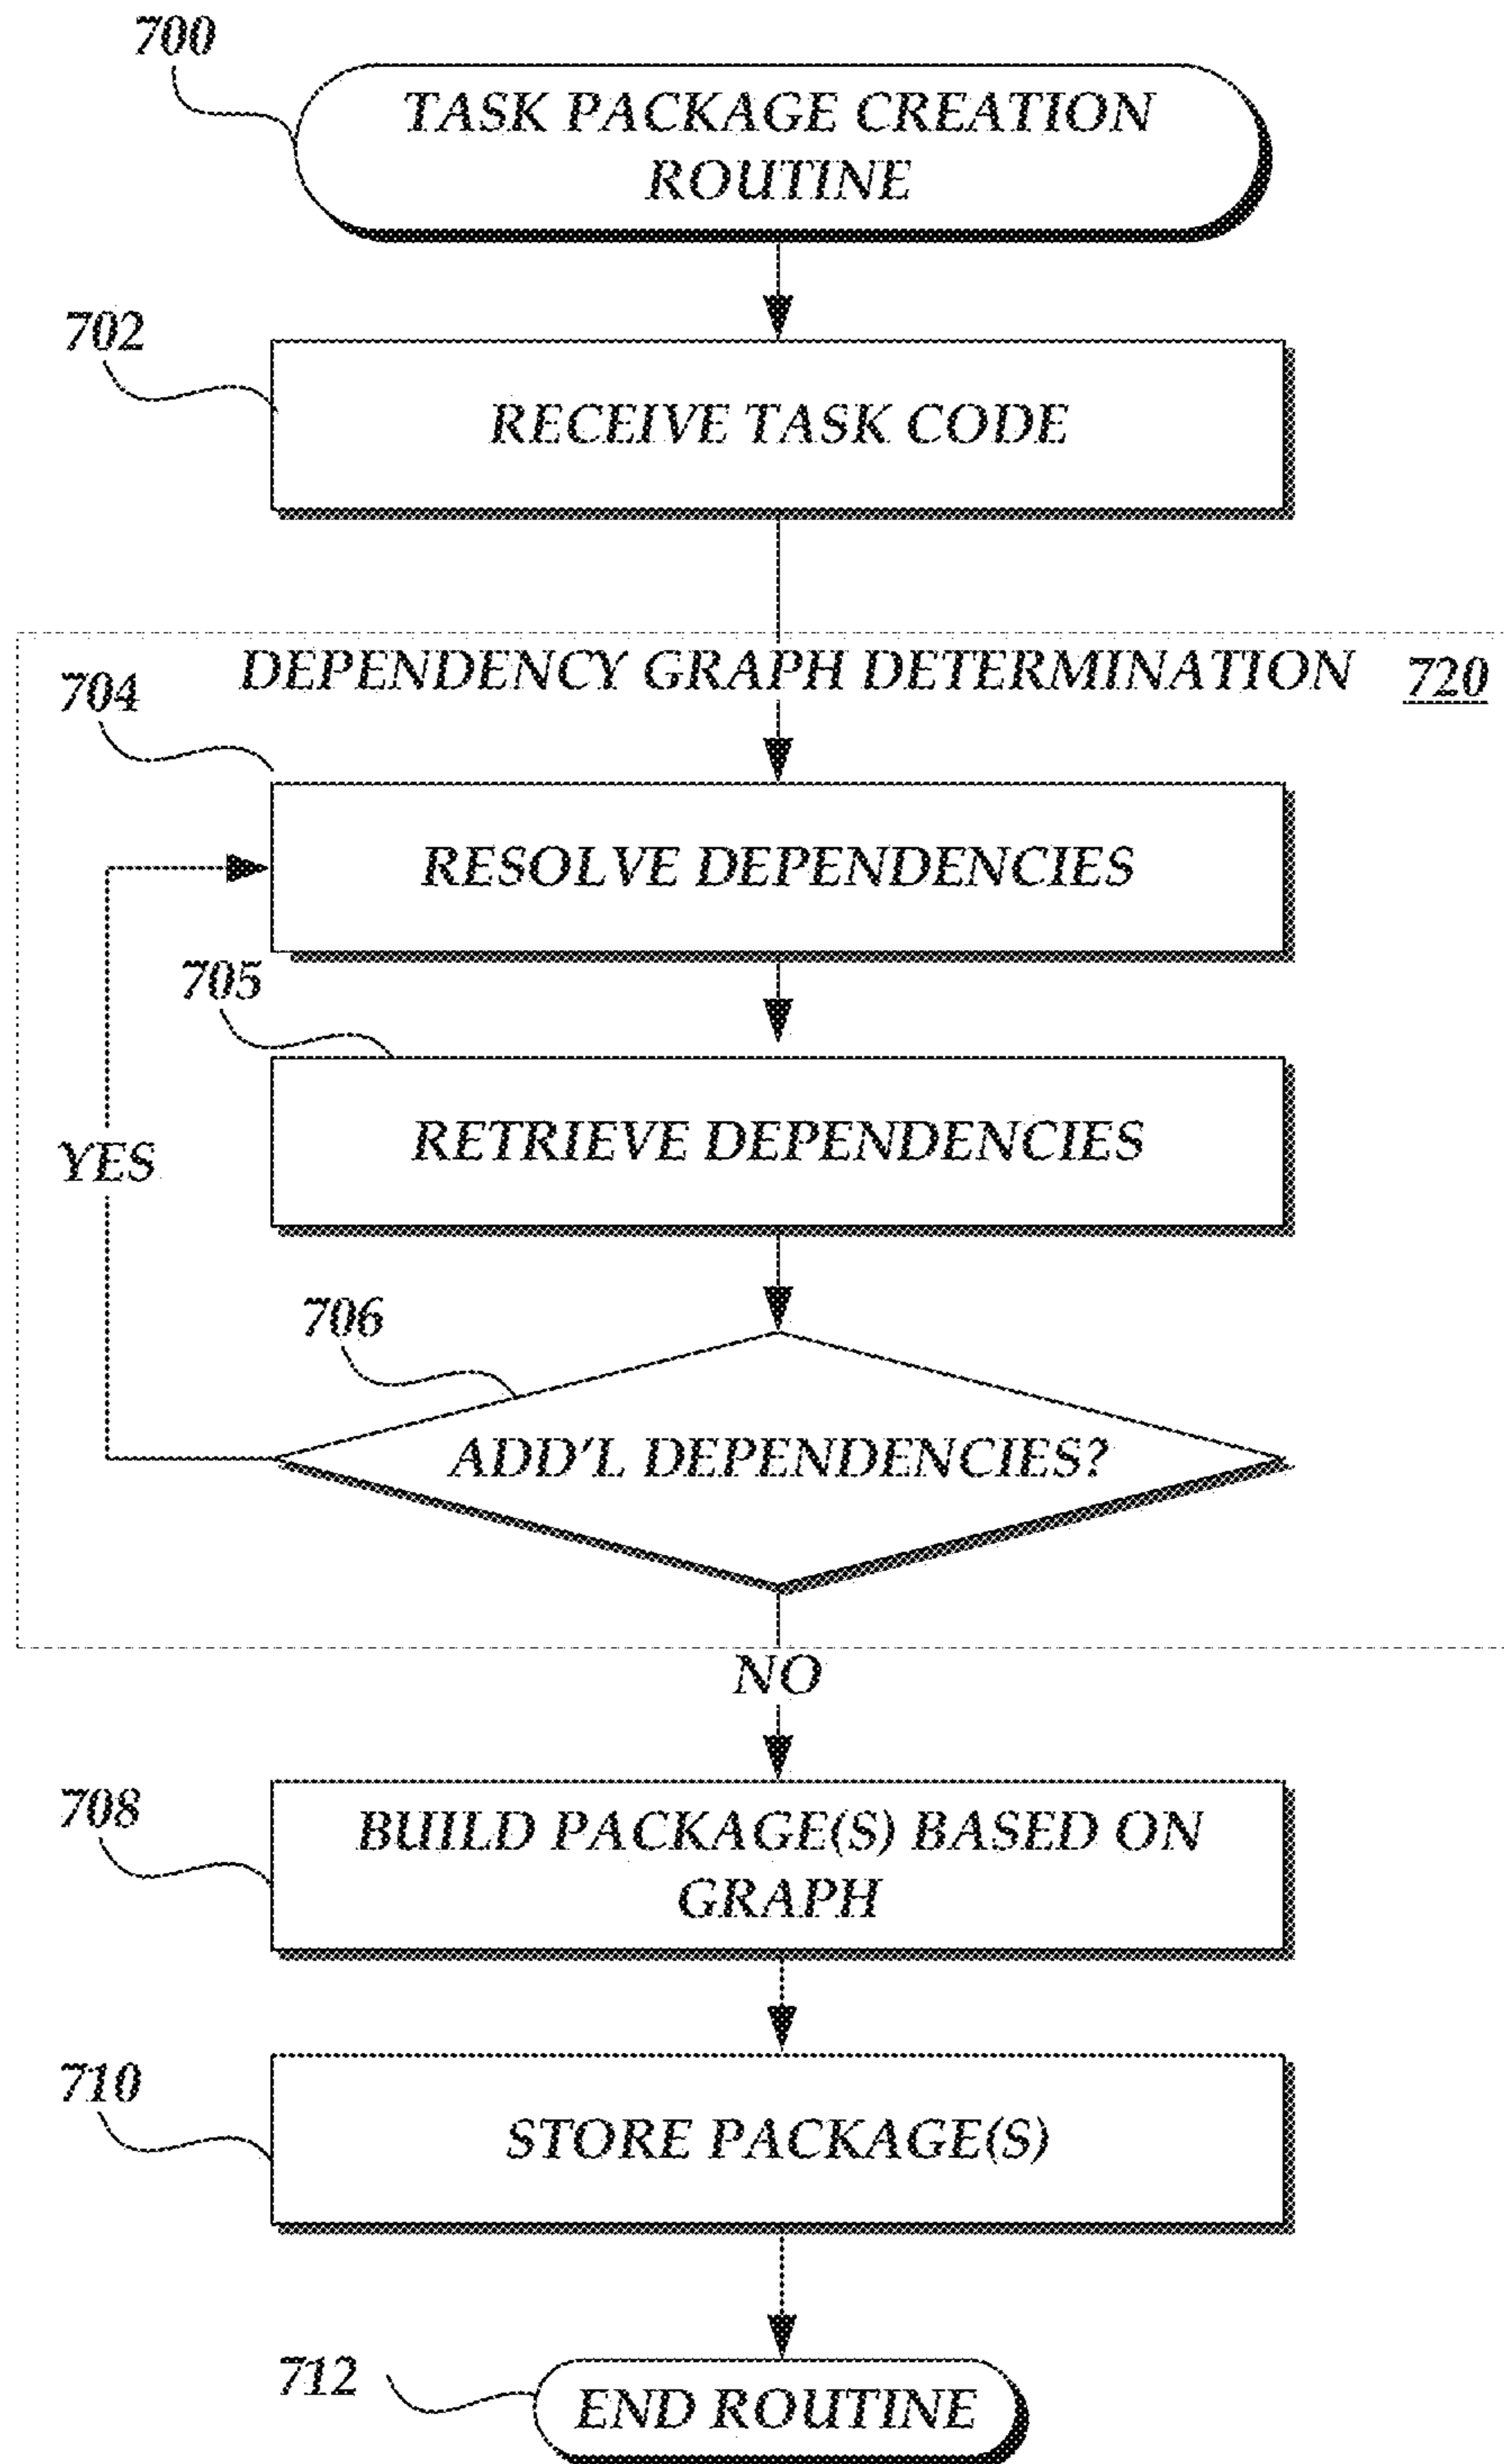 700
TASK PACKAGE CREATION
ROUTINE
702
RECEIVE TASK CODE
DEPENDENCY GRAPH DETERMINATION 720
704
RESOLVE DEPENDENCIES
705
RETRIEVE DEPENDENCIES
YES
706
ADD'L DEPENDENCIES?
NO
708
BUILD PACKAGE(S) BASED ON
GRAPH
710
STORE PACKAGE(S)
712
END ROUTINE